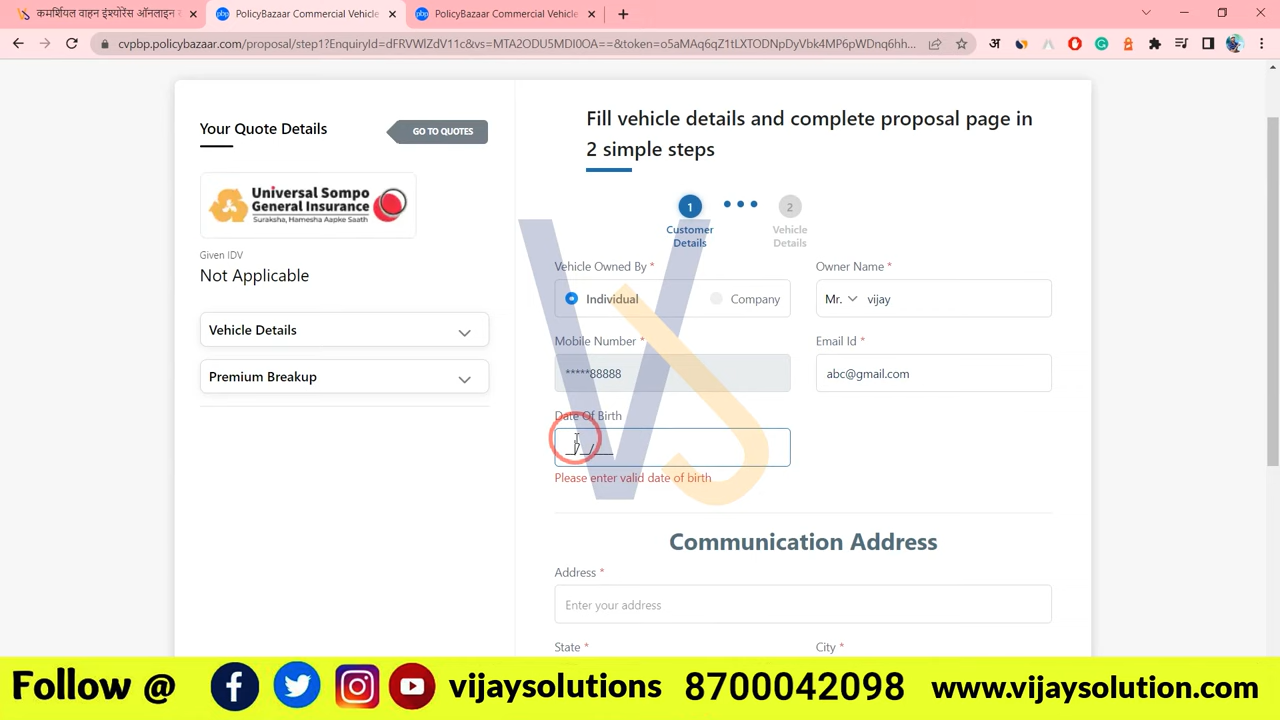 कमर्शियल वाहन इंश्योरेंस ऑनलाइन
PolicyBazaar Commercial Vehicle
PolicyBazaar Commercial Vehicle
cvpbp.policybazaar.com/proposal/step1?EnquiryId=dFRVWlZdV11c&vs=MTA2ODU5MDI0OA==&token=o5aMAq6qZ1tLXTODNpDyVbk4MP6pWDnq6hh...
अ
Your Quote Details
GO TO QUOTES
Universal Sompo
General Insurance
Suraksha, Hamesha Aapke Saath
Given IDV
Not Applicable
Vehicle Details
Premium Breakup
Fill vehicle details and complete proposal page in
2 simple steps
1
2
Customer
Details
Vehicle
Details
Vehicle Owned By *
Owner Name *
Individual
Company
Mr.
vijay
Mobile Number *
Email Id *
*****88888
abc@gmail.com
Date Of Birth
__/__/____
Please enter valid date of birth
Communication Address
Address *
Enter your address
State *
City *
Follow @ vijaysolutions 8700042098 www.vijaysolution.com